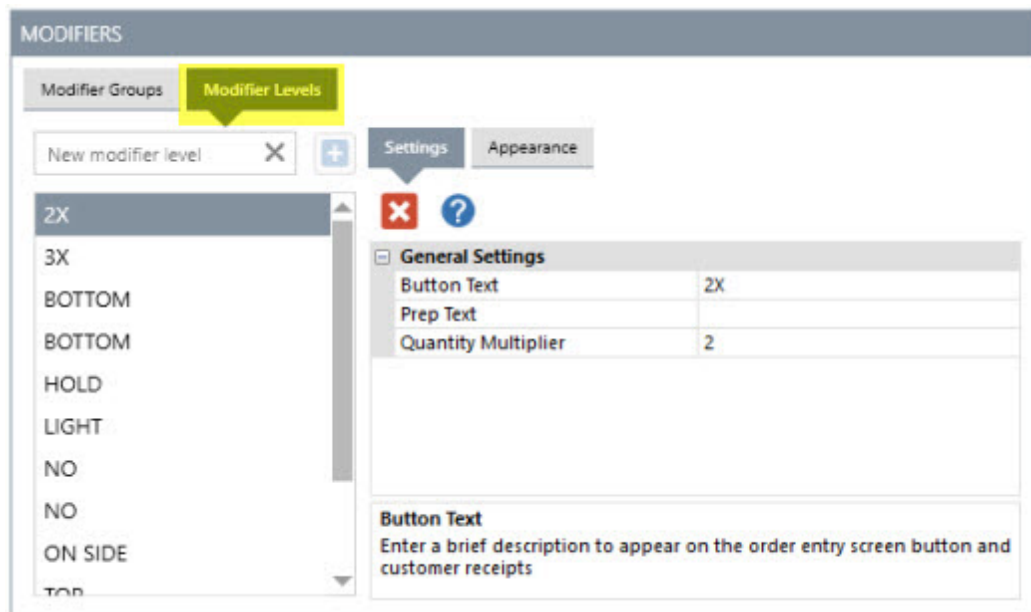 MODIFIERS
Modifier Groups Modifier Levels
New modifier level
Settings Appearance
2X
3X
BOTTOM
BOTTOM
HOLD
LIGHT
NO
NO
ON SIDE
TOP
General Settings
Button Text 2X
Prep Text
Quantity Multiplier 2
Button Text
Enter a brief description to appear on the order entry screen button and
customer receipts